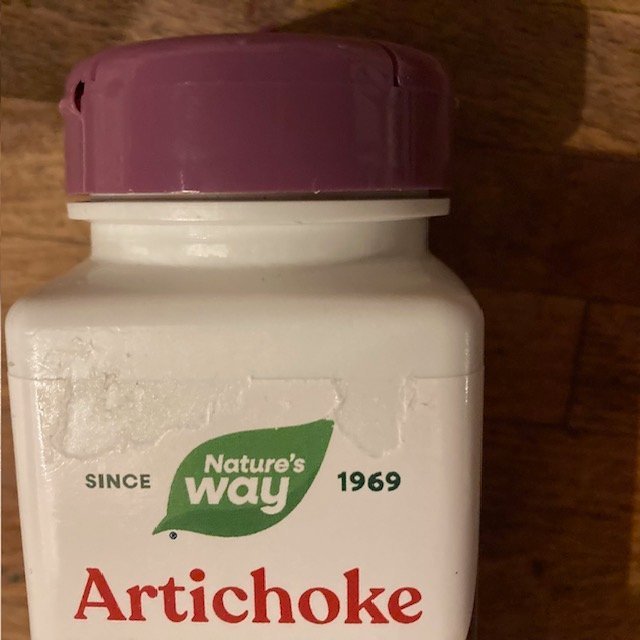 Nature's
SINCE way 1969
®
Artichoke